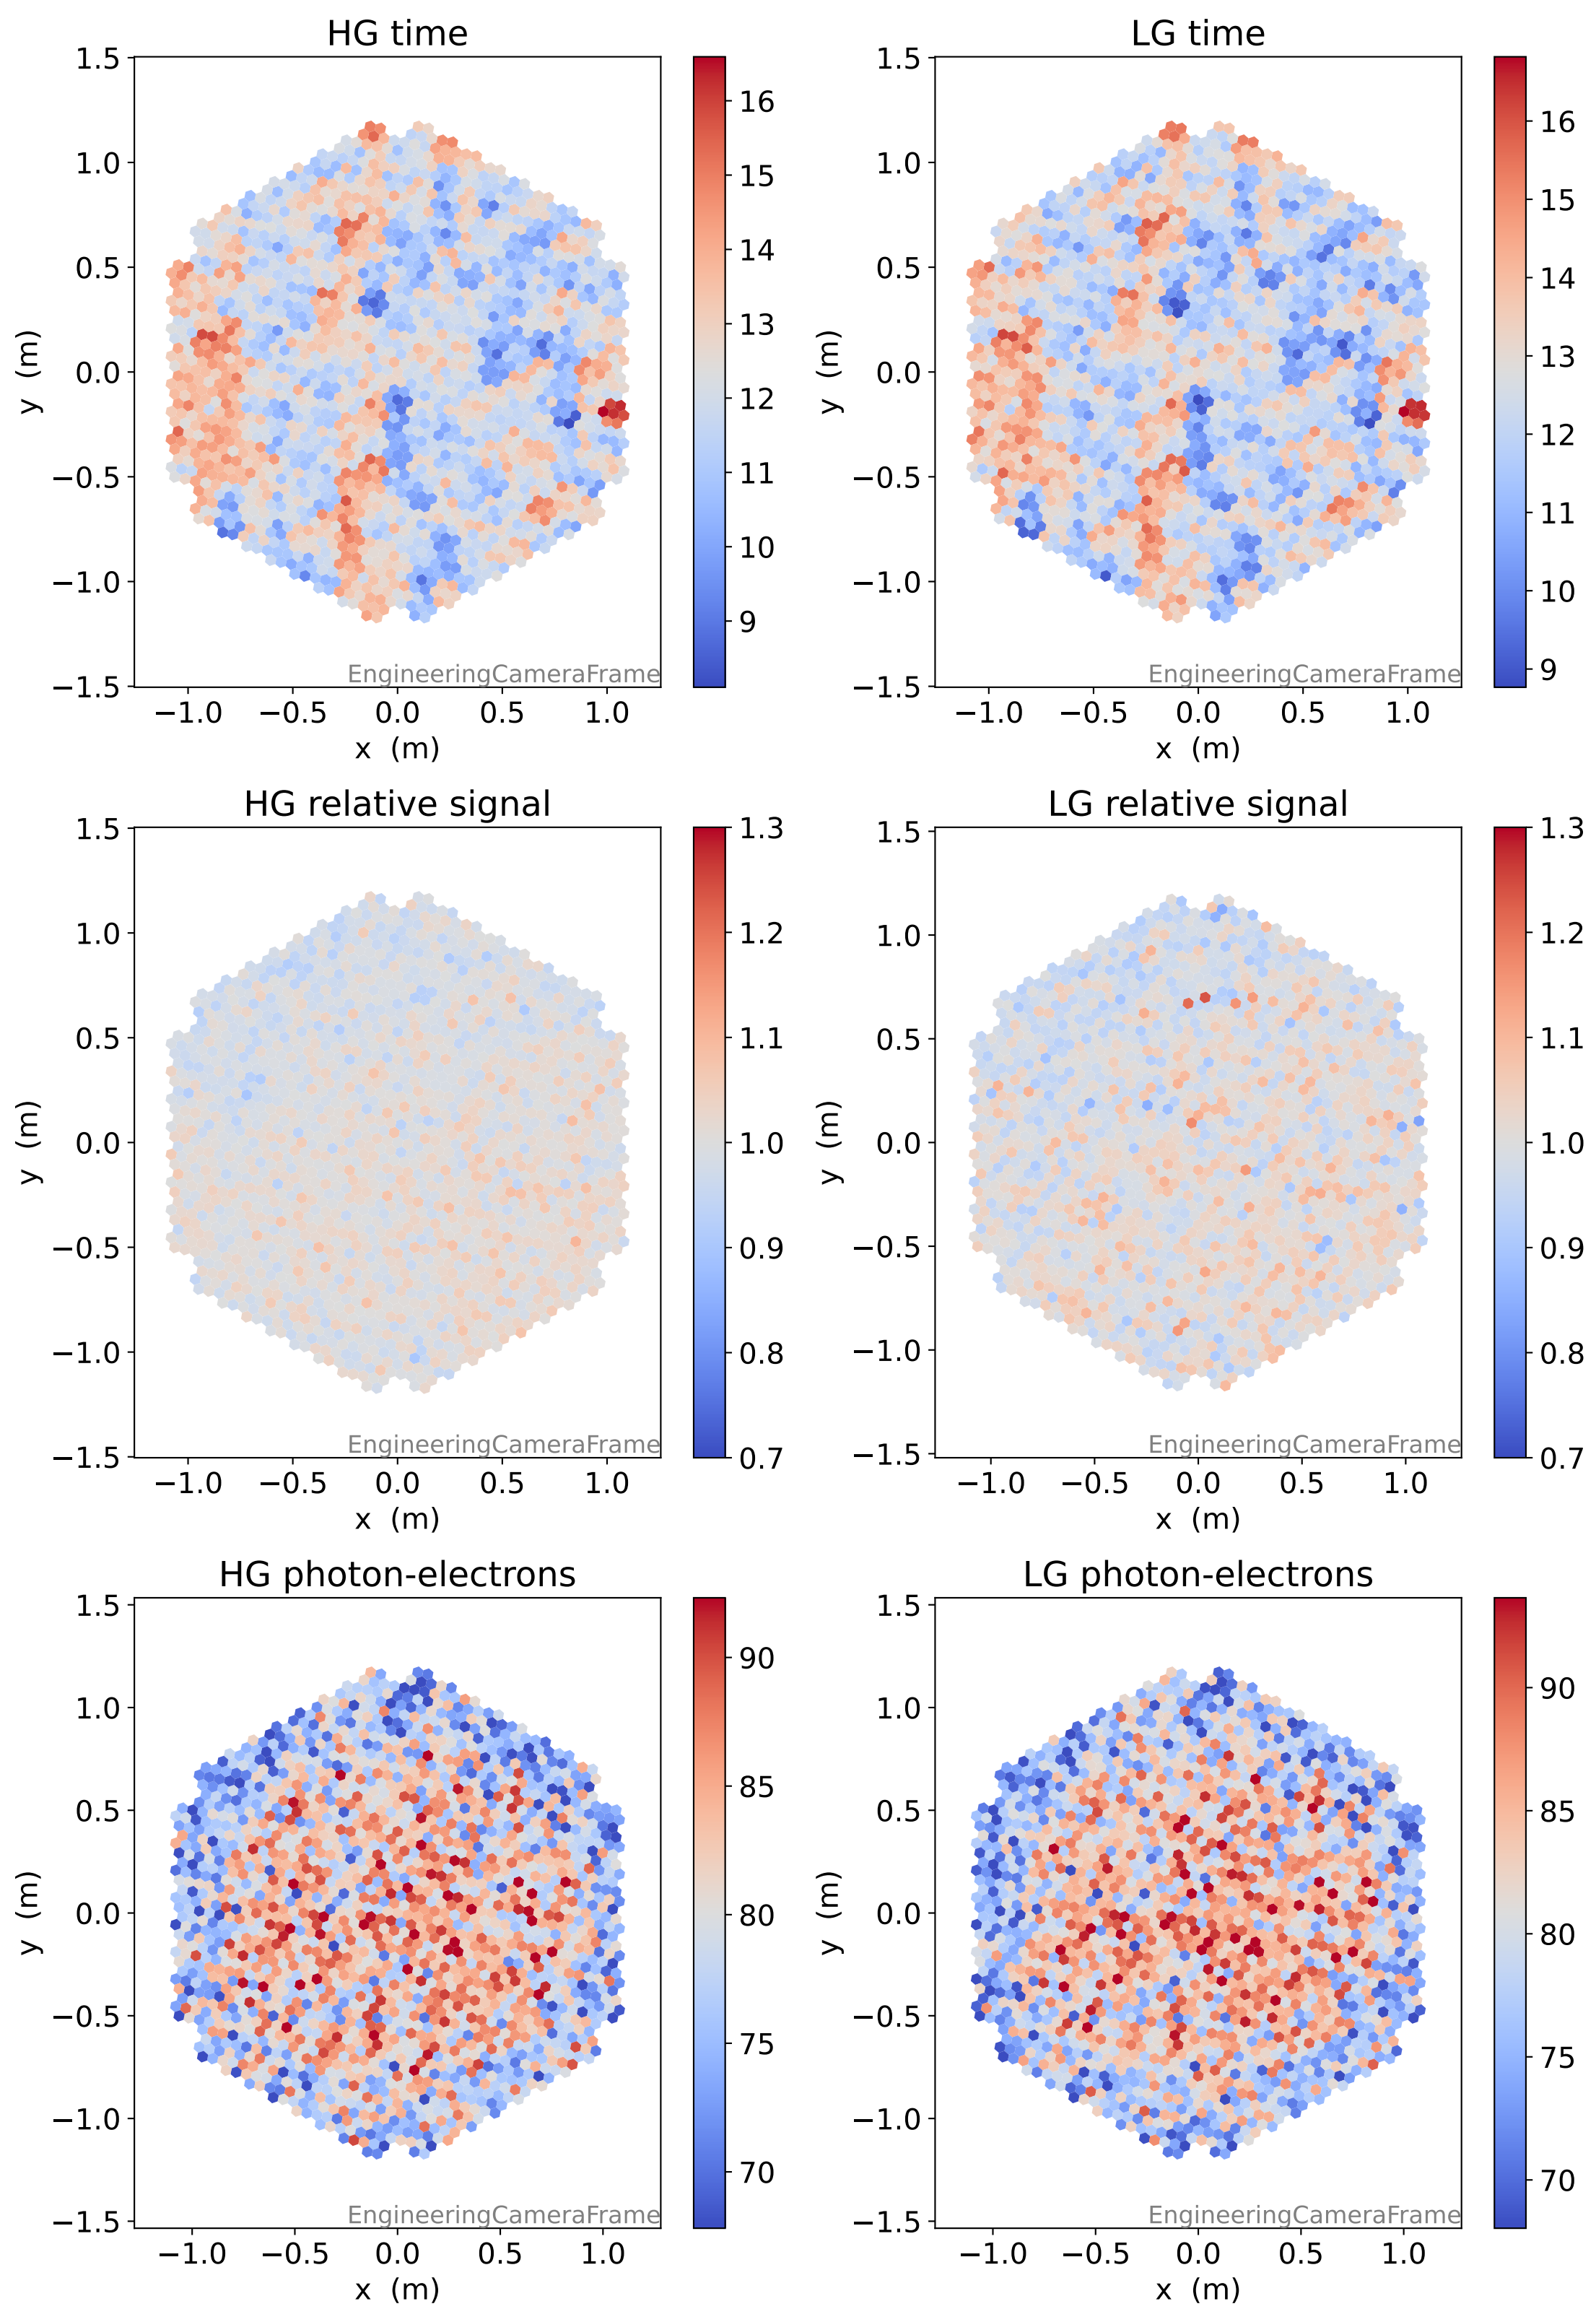 HG time
LG time
1.5
1.0
0.5
0.0
−0.5
−1.0
−1.5
y (m)
−1.0 −0.5 0.0 0.5 1.0
x (m)
EngineeringCameraFrame
16
15
14
13
12
11
10
9
1.5
1.0
0.5
0.0
−0.5
−1.0
−1.5
y (m)
−1.0 −0.5 0.0 0.5 1.0
x (m)
EngineeringCameraFrame
16
15
14
13
12
11
10
9
HG relative signal
LG relative signal
1.5
1.0
0.5
0.0
−0.5
−1.0
−1.5
y (m)
−1.0 −0.5 0.0 0.5 1.0
x (m)
EngineeringCameraFrame
1.3
1.2
1.1
1.0
0.9
0.8
0.7
1.5
1.0
0.5
0.0
−0.5
−1.0
−1.5
y (m)
−1.0 −0.5 0.0 0.5 1.0
x (m)
EngineeringCameraFrame
1.3
1.2
1.1
1.0
0.9
0.8
0.7
HG photon-electrons
LG photon-electrons
1.5
1.0
0.5
0.0
−0.5
−1.0
−1.5
y (m)
−1.0 −0.5 0.0 0.5 1.0
x (m)
EngineeringCameraFrame
90
85
80
75
70
1.5
1.0
0.5
0.0
−0.5
−1.0
−1.5
y (m)
−1.0 −0.5 0.0 0.5 1.0
x (m)
EngineeringCameraFrame
90
85
80
75
70